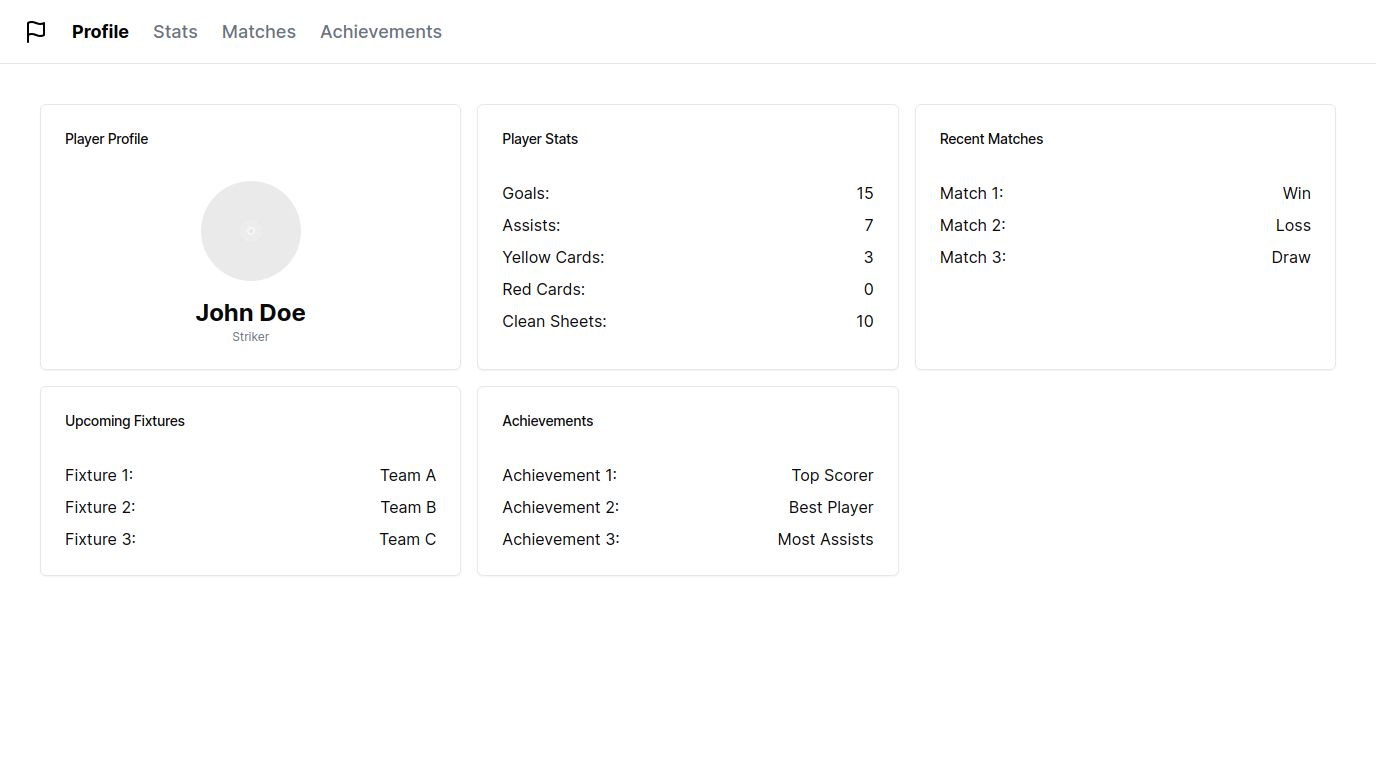 Profile Stats Matches Achievements
Player Profile
John Doe
Striker
Player Stats
Goals: 15
Assists: 7
Yellow Cards: 3
Red Cards: 0
Clean Sheets: 10
Recent Matches
Match 1: Win
Match 2: Loss
Match 3: Draw
Upcoming Fixtures
Fixture 1: Team A
Fixture 2: Team B
Fixture 3: Team C
Achievements
Achievement 1: Top Scorer
Achievement 2: Best Player
Achievement 3: Most Assists